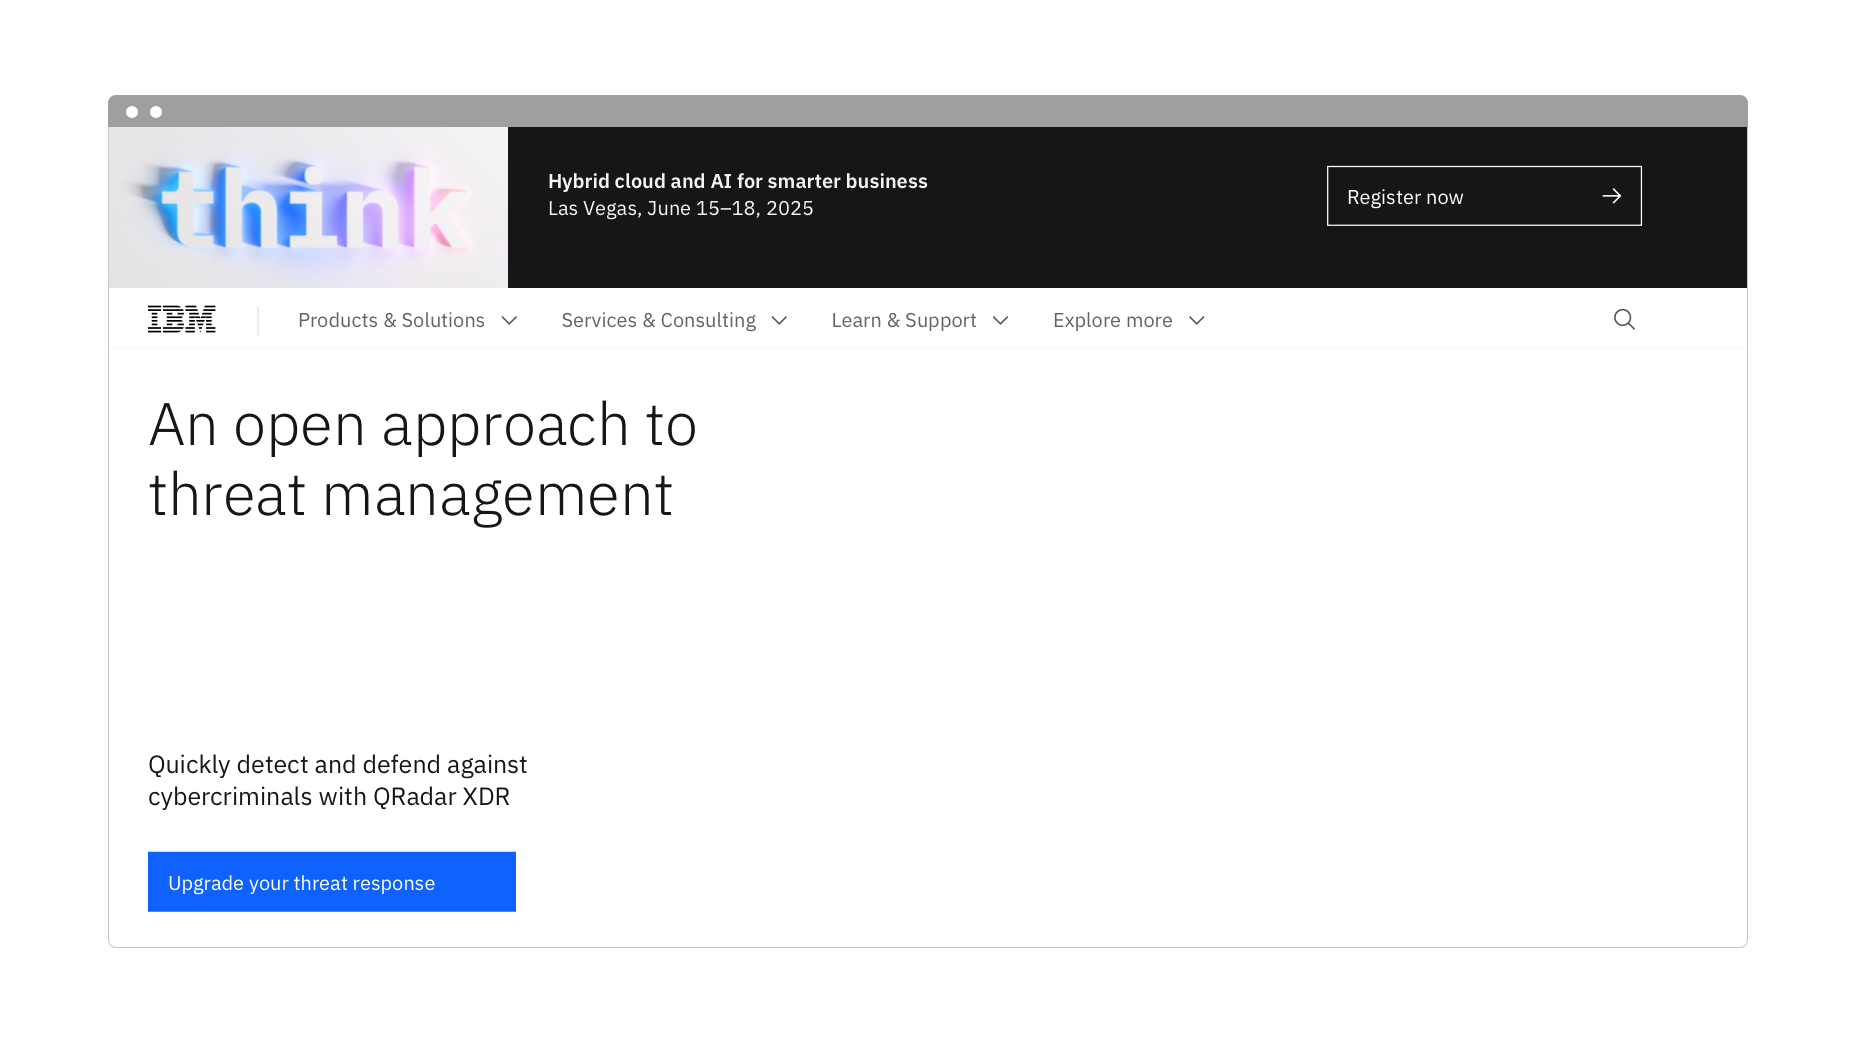 think
Hybrid cloud and AI for smarter business
Las Vegas, June 15–18, 2025
Register now
IBM
Products & Solutions
Services & Consulting
Learn & Support
Explore more
An open approach to
threat management
Quickly detect and defend against
cybercriminals with QRadar XDR
Upgrade your threat response